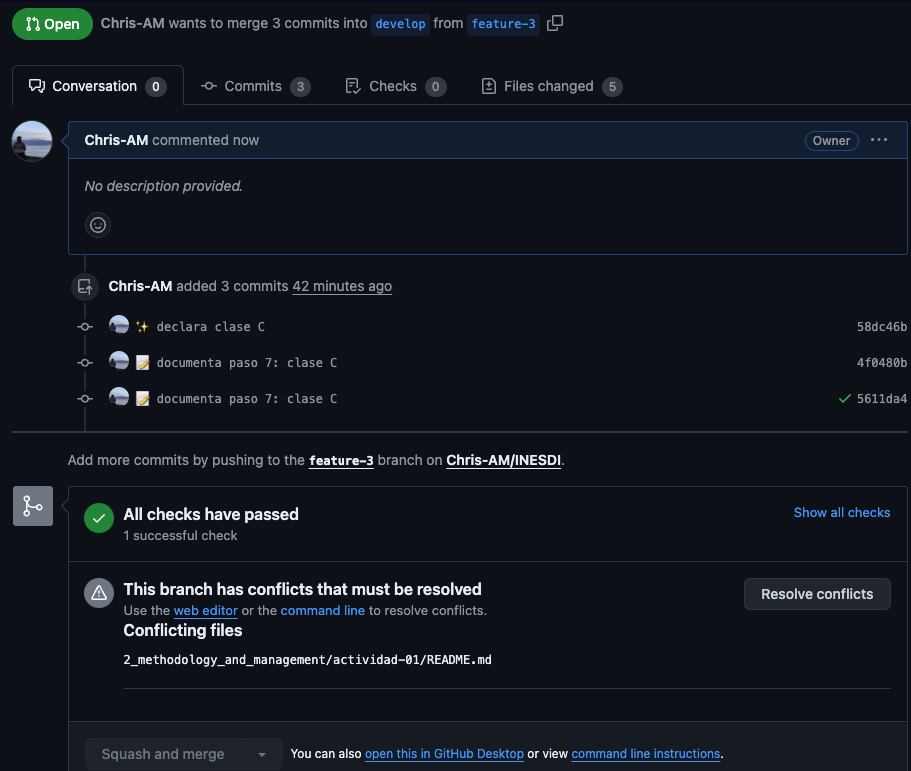 Open Chris-AM wants to merge 3 commits into develop from feature-3
Conversation 0 Commits 3 Checks 0 Files changed 5
Chris-AM commented now Owner
No description provided.
Chris-AM added 3 commits 42 minutes ago
declara clase C 58dc46b
documenta paso 7: clase C 4f0480b
documenta paso 7: clase C 5611da4
Add more commits by pushing to the feature-3 branch on Chris-AM/INESDI.
All checks have passed Show all checks
1 successful check
This branch has conflicts that must be resolved Resolve conflicts
Use the web editor or the command line to resolve conflicts.
Conflicting files
2_methodology_and_management/actividad-01/README.md
Squash and merge You can also open this in GitHub Desktop or view command line instructions.